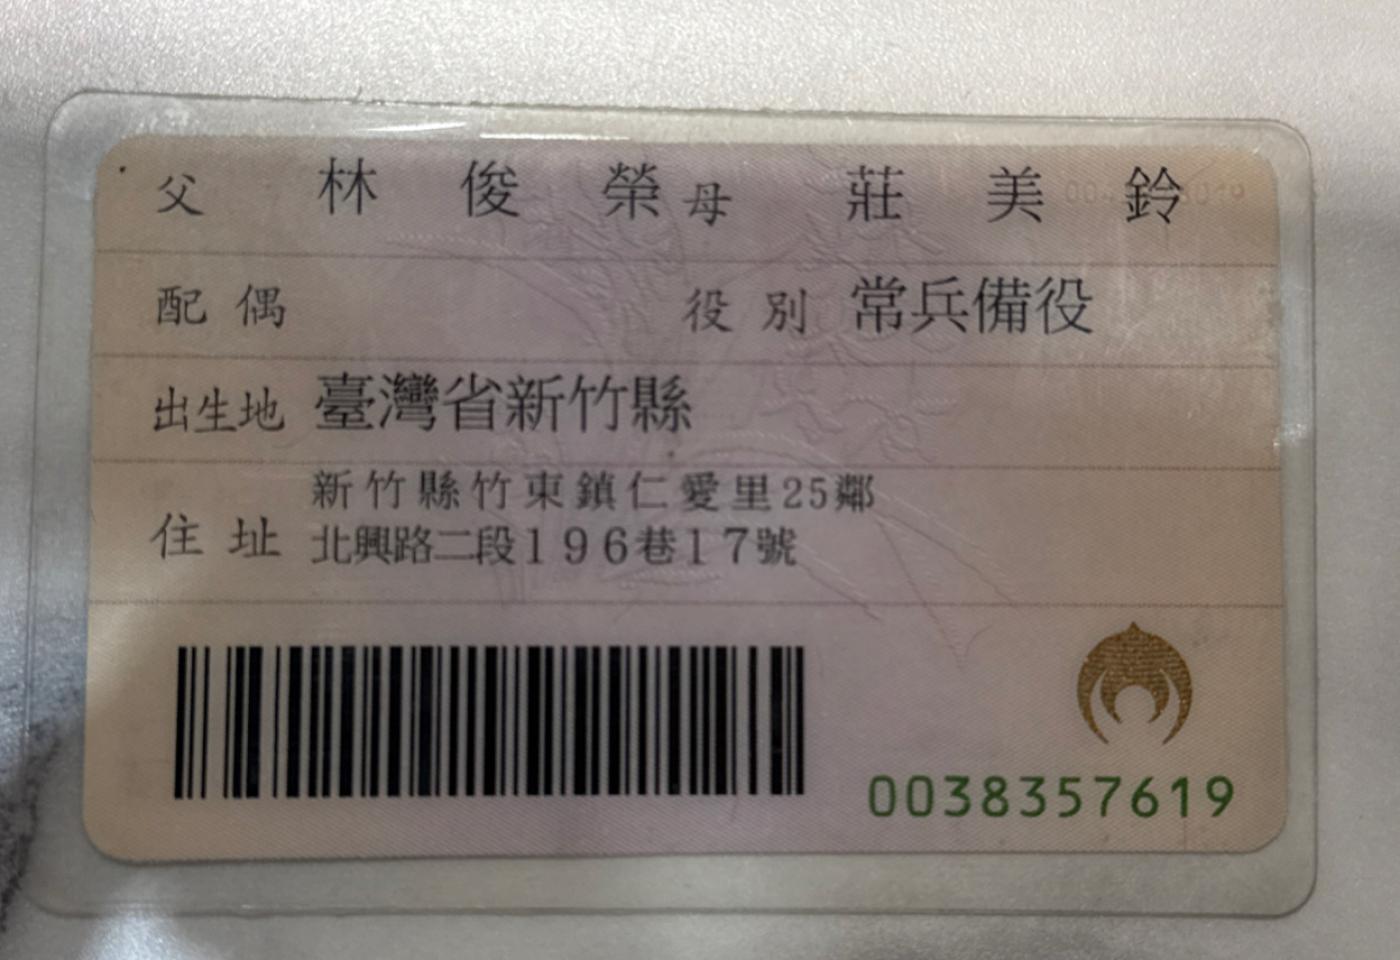 父 林俊榮 母 莊美鈴
配偶 役別 常兵備役
出生地 臺灣省新竹縣
住址 新竹縣竹東鎮仁愛里25鄰
北興路二段196巷17號
0038357619